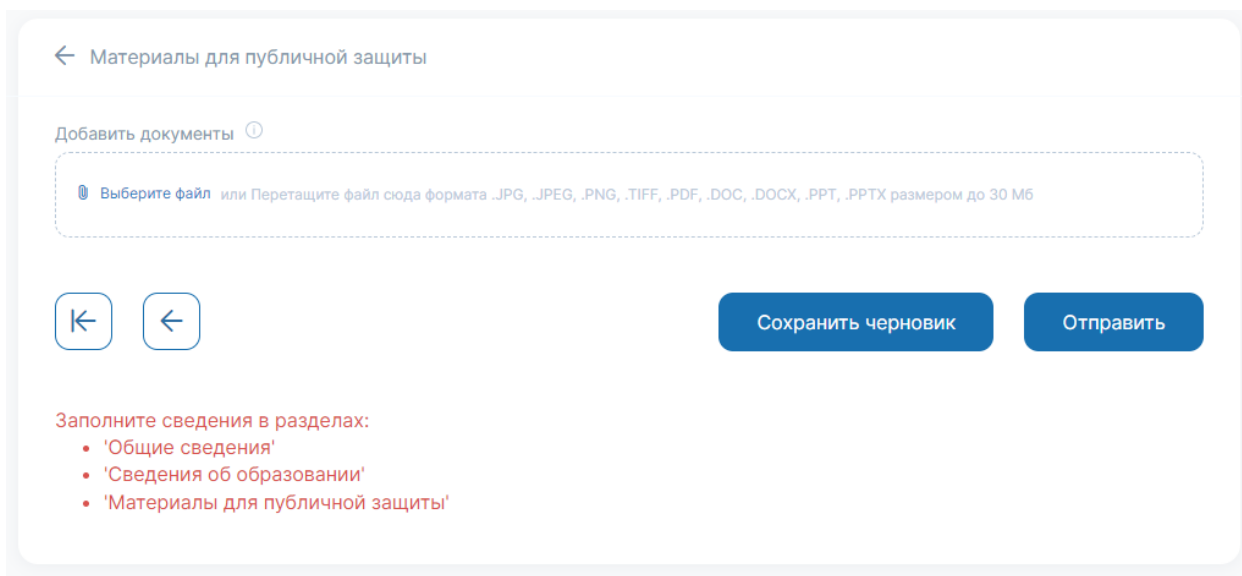 Материалы для публичной защиты
Добавить документы
Выберите файл или Перетащите файл сюда формата .JPG, .JPEG, .PNG, .TIFF, .PDF, .DOC, .DOCX, .PPT, .PPTX размером до 30 Мб
Сохранить черновик Отправить
Заполните сведения в разделах:
• 'Общие сведения'
• 'Сведения об образовании'
• 'Материалы для публичной защиты'